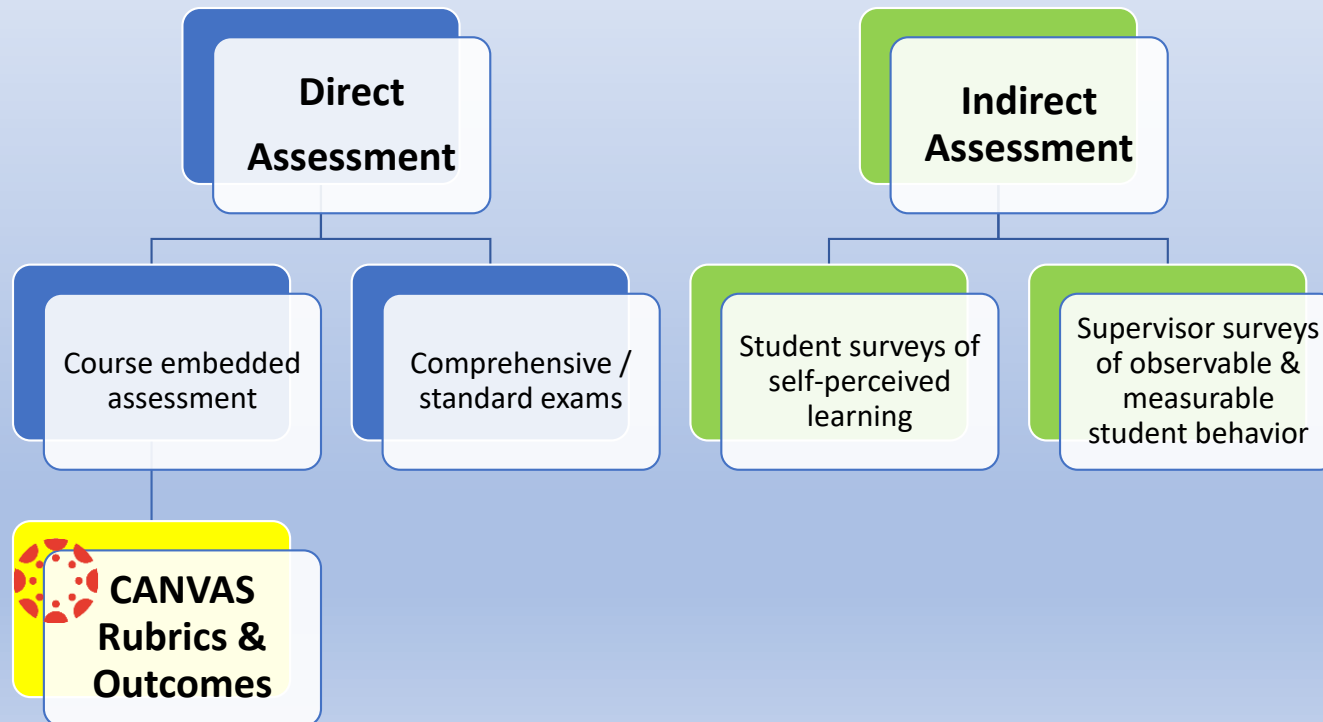 Direct
Assessment
Indirect
Assessment
Course embedded
assessment
Comprehensive /
standard exams
Student surveys of
self-perceived
learning
Supervisor surveys
of observable &
measurable
student behavior
CANVAS
Rubrics &
Outcomes